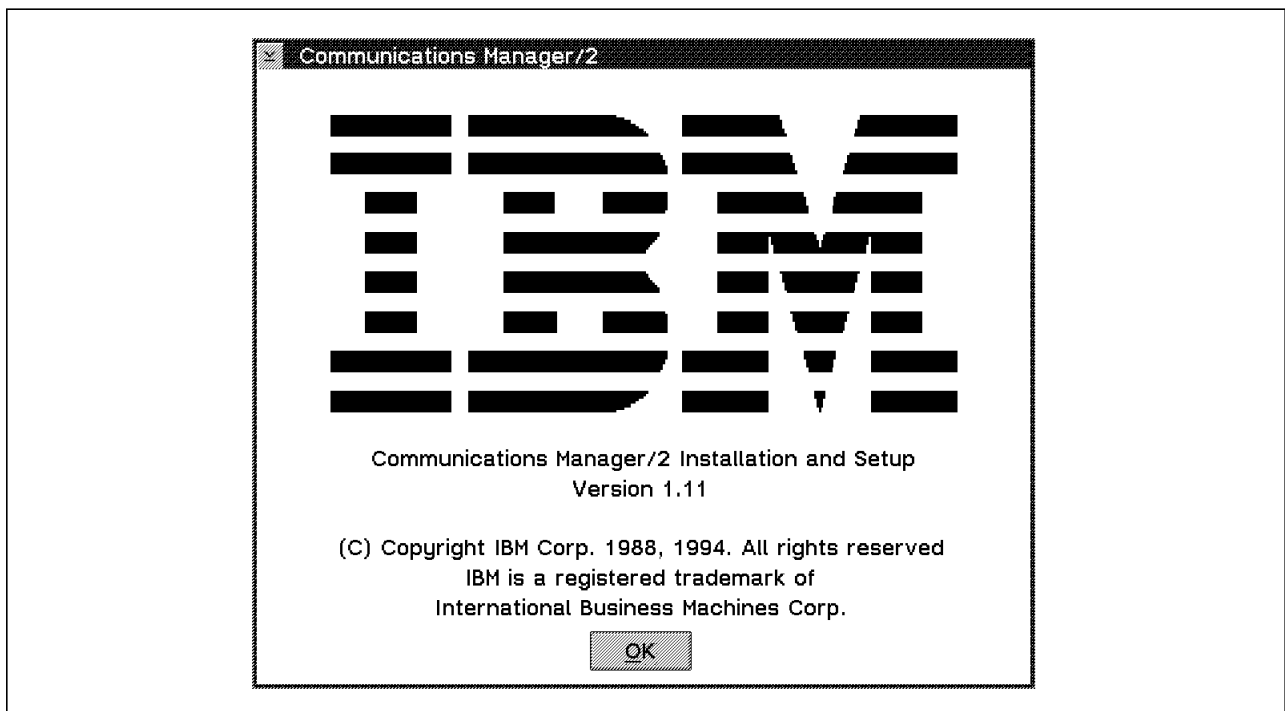 Communications Manager/2
IBM
Communications Manager/2 Installation and Setup
Version 1.11
(C) Copyright IBM Corp. 1988, 1994. All rights reserved
IBM is a registered trademark of
International Business Machines Corp.
OK